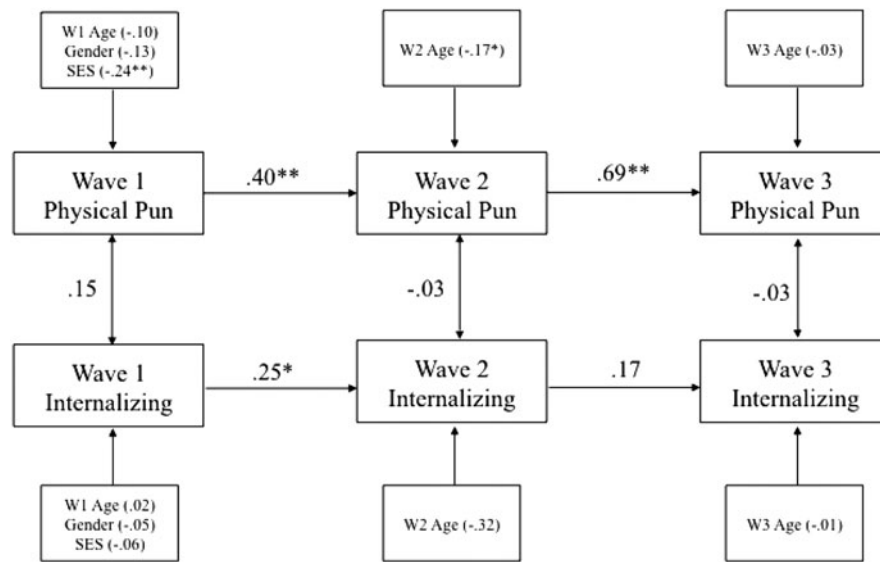 W1 Age (-.10)
Gender (-.13)
SES (-.24**)
W2 Age (-.17*)
W3 Age (-.03)
Wave 1
Physical Pun
.40**
Wave 2
Physical Pun
.69**
Wave 3
Physical Pun
.15
-.03
-.03
Wave 1
Internalizing
.25*
Wave 2
Internalizing
.17
Wave 3
Internalizing
W1 Age (.02)
Gender (-.05)
SES (-.06)
W2 Age (-.32)
W3 Age (-.01)